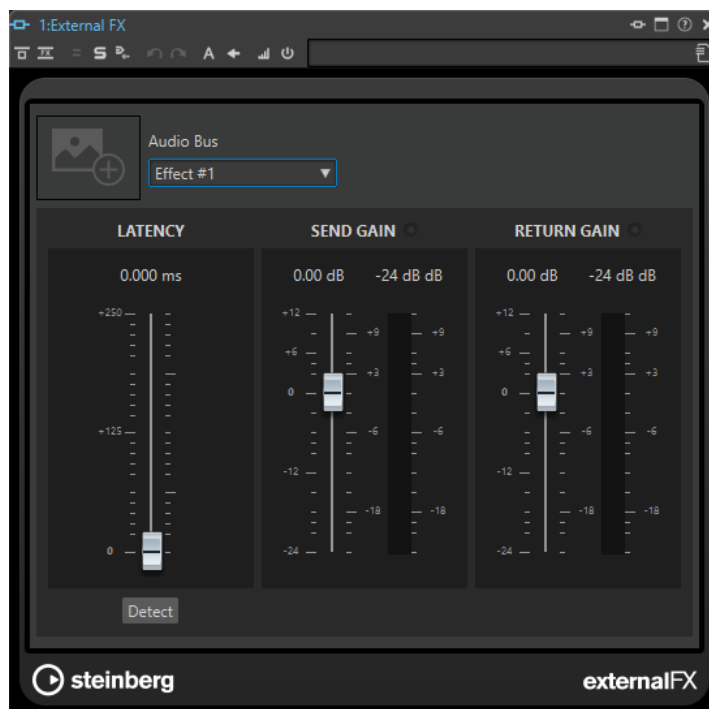 1:External FX
FX
S
A
Audio Bus
Effect #1
LATENCY
SEND GAIN
RETURN GAIN
0.000 ms
0.00 dB -24 dB dB
0.00 dB -24 dB dB
+250
+125
0
+12
+6
0
-12
-24
+9
+3
-6
-18
+9
+3
-6
-18
+12
+6
0
-12
-24
+9
+3
-6
-18
+9
+3
-6
-18
Detect
steinberg
externalFX